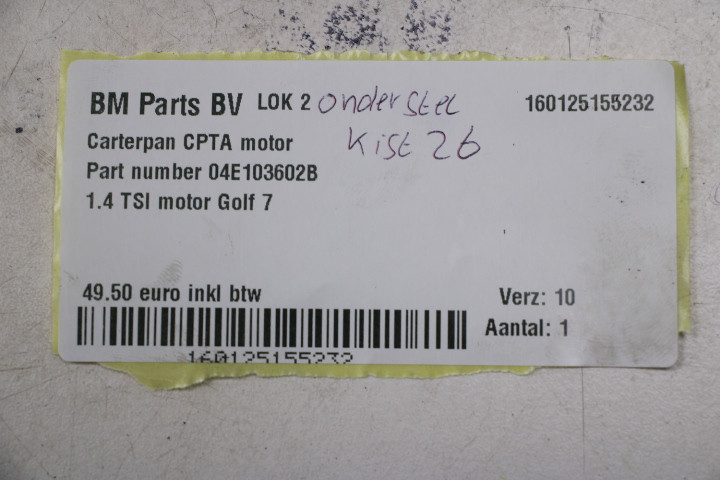 BM Parts BV LOK 2 onderstel 160125155232
Carterpan CPTA motor kist 26
Part number 04E103602B
1.4 TSI motor Golf 7
49.50 euro inkl btw Verz: 10
Aantal: 1
160125155232